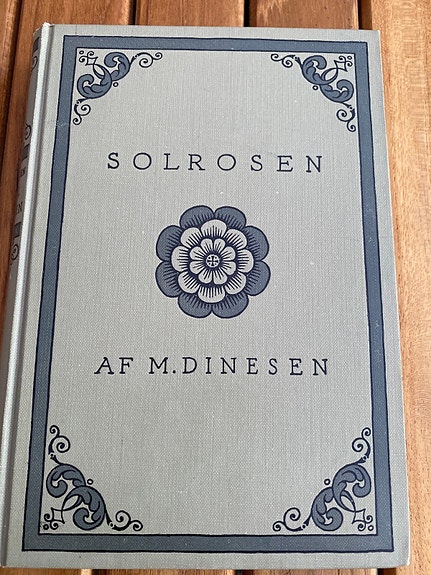 SOLROSEN
AF M. DINESEN